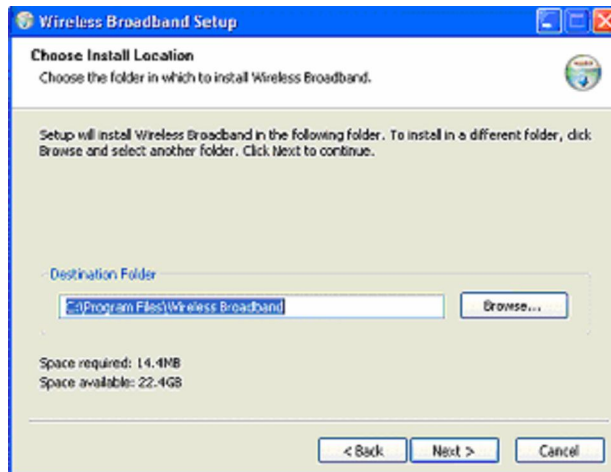 Wireless Broadband Setup
Choose Install Location
Choose the folder in which to install Wireless Broadband.
Setup will install Wireless Broadband in the following folder. To install in a different folder, click
Browse and select another folder. Click Next to continue.
Destination Folder
C:\Program Files\Wireless Broadband
Browse...
Space required: 14.4MB
Space available: 22.4GB
< Back
Next >
Cancel